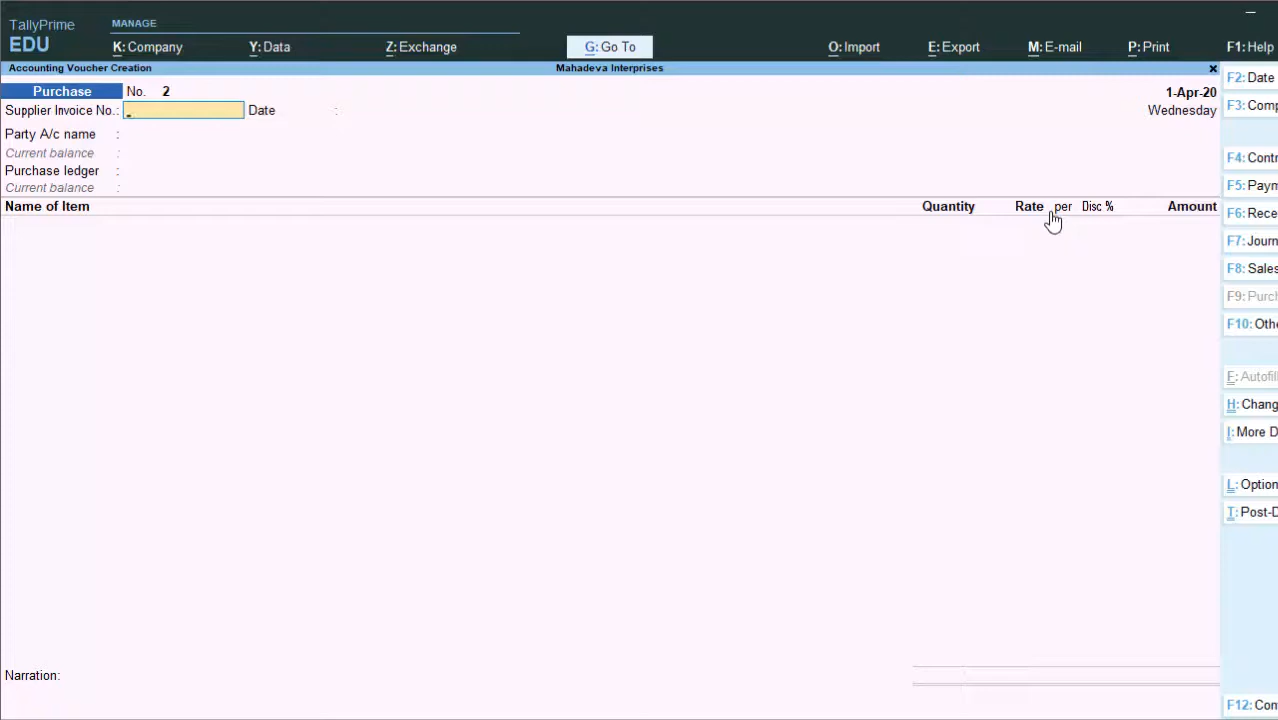 TallyPrime
EDU
MANAGE
K: Company
Y: Data
Z: Exchange
G: Go To
O: Import
E: Export
M: E-mail
P: Print
F1: Help
Accounting Voucher Creation
Mahadeva Interprises
Purchase No. 2
1-Apr-20
Supplier Invoice No.: Date :
Wednesday
Party A/c name :
Current balance :
Purchase ledger :
Current balance :
Name of Item Quantity Rate per Disc % Amount
Narration:
F2: Date
F3: Comp
F4: Contr
F5: Paym
F6: Rece
F7: Journ
F8: Sales
F9: Purch
F10: Othe
F: Autofill
H: Chang
I: More D
L: Option
T: Post-D
F12: Con